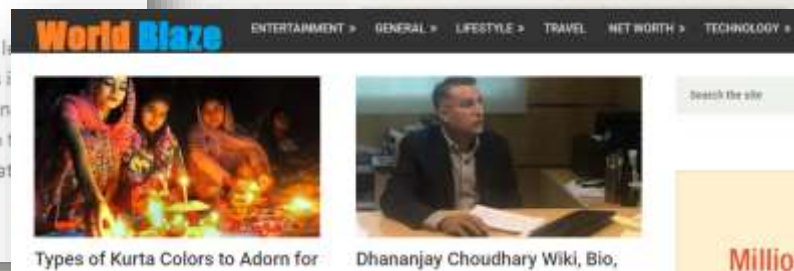 World Blaze
ENTERTAINMENT » GENERAL » LIFESTYLE » TRAVEL NET WORTH » TECHNOLOGY »
Search the site
Types of Kurta Colors to Adorn for
Dhananjay Choudhary Wiki, Bio,